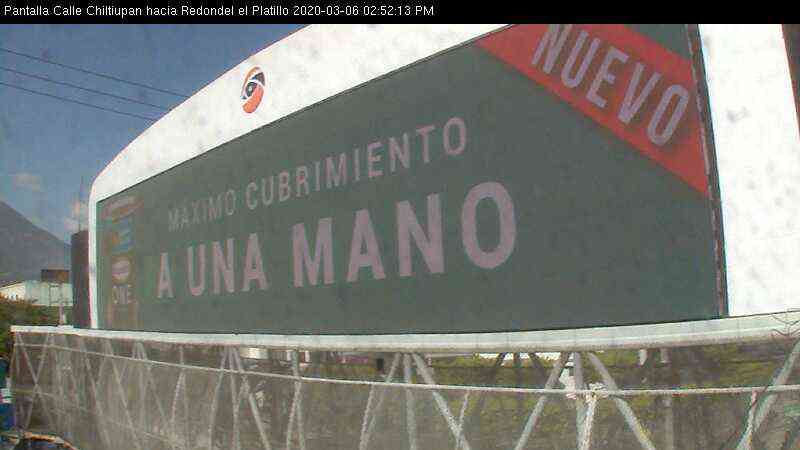 Pantalla Calle Chiltiupan hacia Redondel el Platillo 2020-03-06 02:52:13 PM
NUEVO
MÁXIMO CUBRIMIENTO
A UNA MANO
ONE